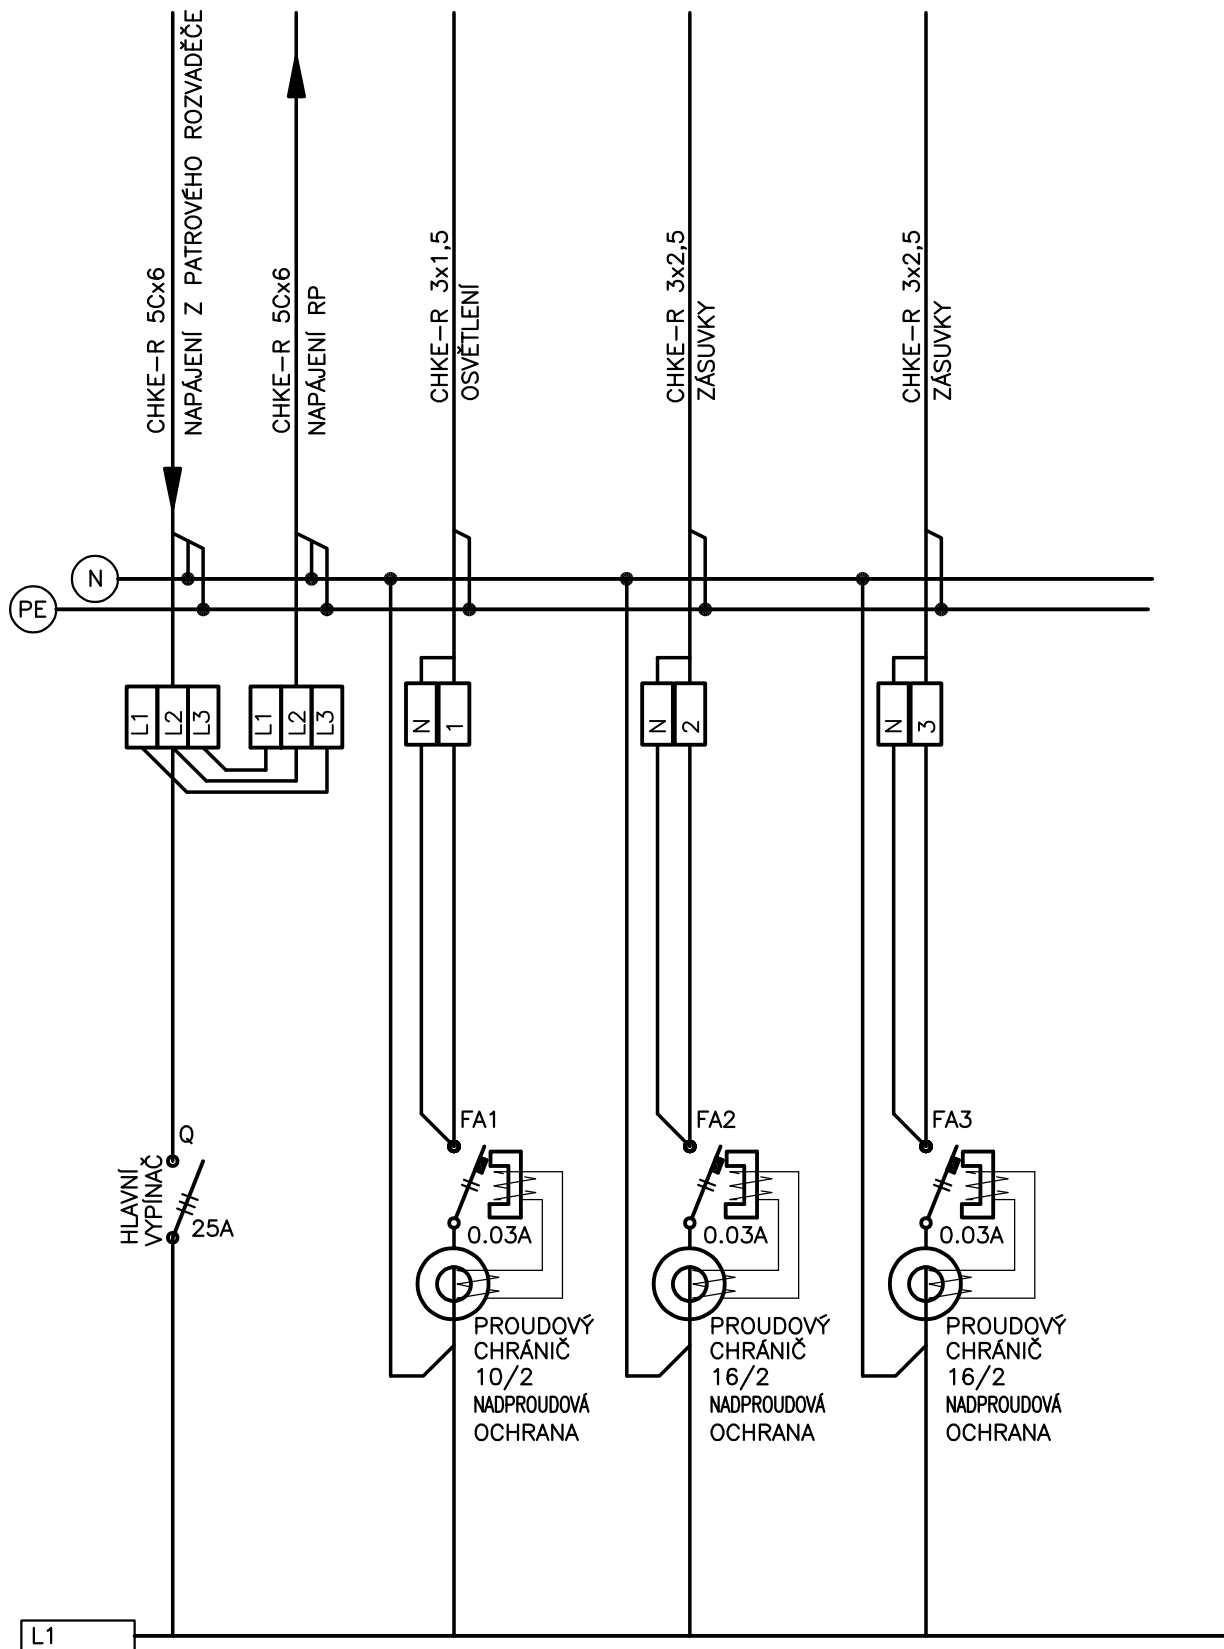 CHKE-R 5Cx6
NAPÁJENÍ Z PATROVÉHO ROZVADĚČE
CHKE-R 5Cx6
NAPÁJENÍ RP
CHKE-R 3x1,5
OSVĚTLENÍ
CHKE-R 3x2,5
ZÁSUVKY
CHKE-R 3x2,5
ZÁSUVKY
N
PE
L1 L2 L3
L1 L2 L3
N 1
N 2
N 3
Q
HLAVNÍ
VYPÍNAČ
25A
FA1
0.03A
PROUDOVÝ
CHRÁNIČ
10/2
NADPROUDOVÁ
OCHRANA
FA2
0.03A
PROUDOVÝ
CHRÁNIČ
16/2
NADPROUDOVÁ
OCHRANA
FA3
0.03A
PROUDOVÝ
CHRÁNIČ
16/2
NADPROUDOVÁ
OCHRANA
L1